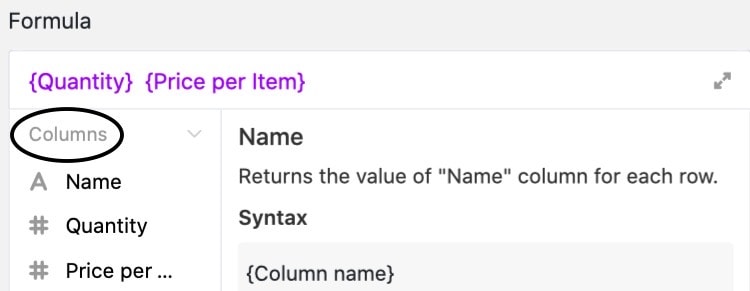 Formula
{Quantity} {Price per Item}
Columns
Name
Quantity
Price per ...
Name
Returns the value of "Name" column for each row.
Syntax
{Column name}